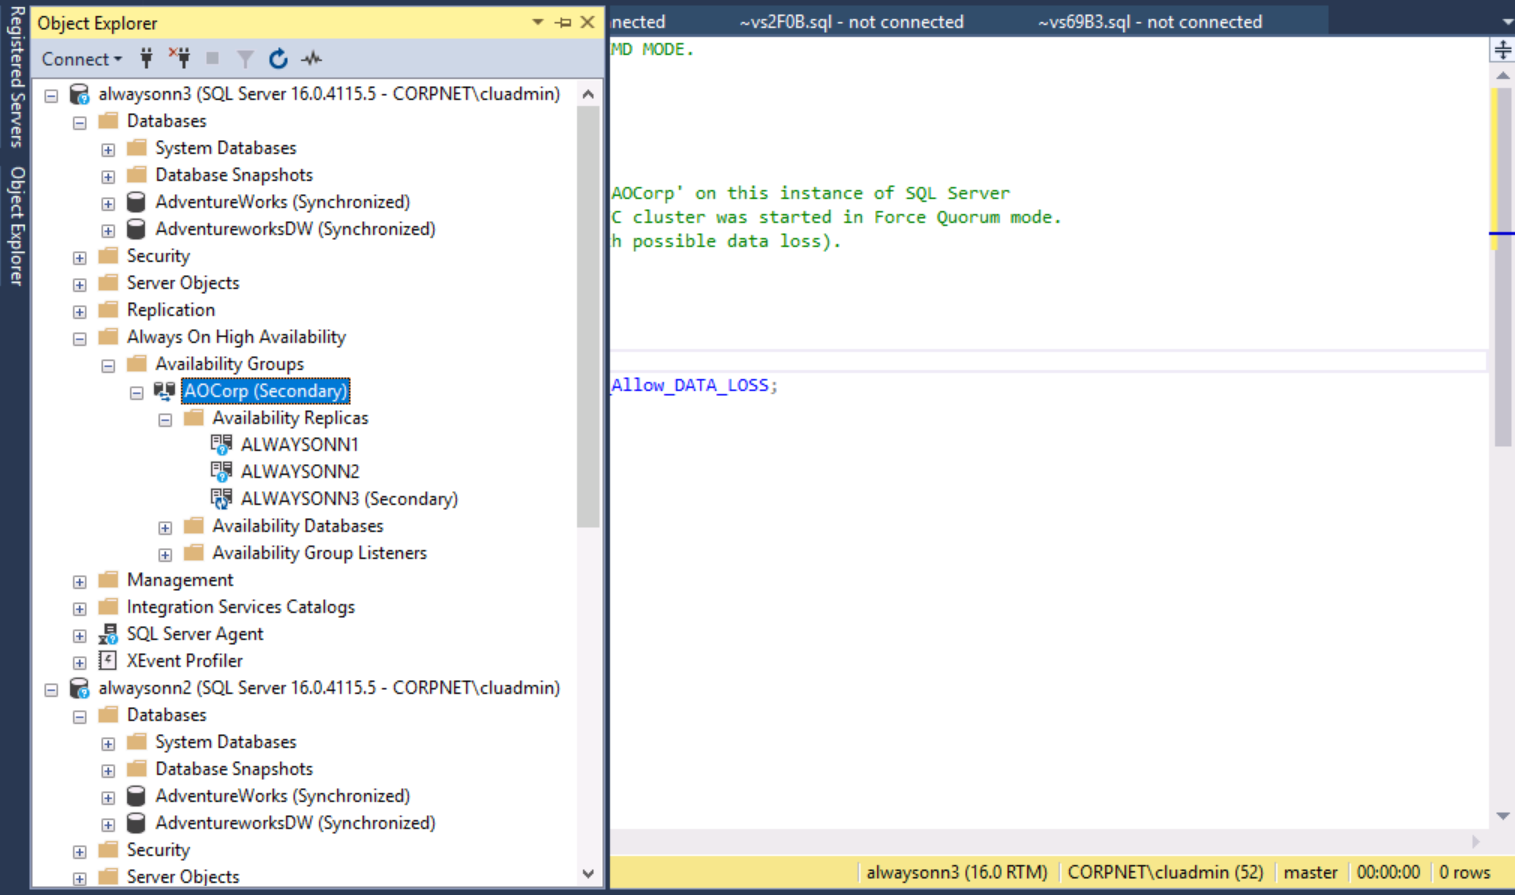 Registered Servers
Object Explorer
Object Explorer
Connect
alwaysonn3 (SQL Server 16.0.4115.5 - CORPNET\cluadmin)
Databases
System Databases
Database Snapshots
AdventureWorks (Synchronized)
AdventureworksDW (Synchronized)
Security
Server Objects
Replication
Always On High Availability
Availability Groups
AOCorp (Secondary)
Availability Replicas
ALWAYSONN1
ALWAYSONN2
ALWAYSONN3 (Secondary)
Availability Databases
Availability Group Listeners
Management
Integration Services Catalogs
SQL Server Agent
XEvent Profiler
alwaysonn2 (SQL Server 16.0.4115.5 - CORPNET\cluadmin)
Databases
System Databases
Database Snapshots
AdventureWorks (Synchronized)
AdventureworksDW (Synchronized)
Security
Server Objects
nected ~vs2F0B.sql - not connected ~vs69B3.sql - not connected
MD MODE.
AOCorp' on this instance of SQL Server
C cluster was started in Force Quorum mode.
h possible data loss).
_Allow_DATA_LOSS;
alwaysonn3 (16.0 RTM) CORPNET\cluadmin (52) master 00:00:00 0 rows